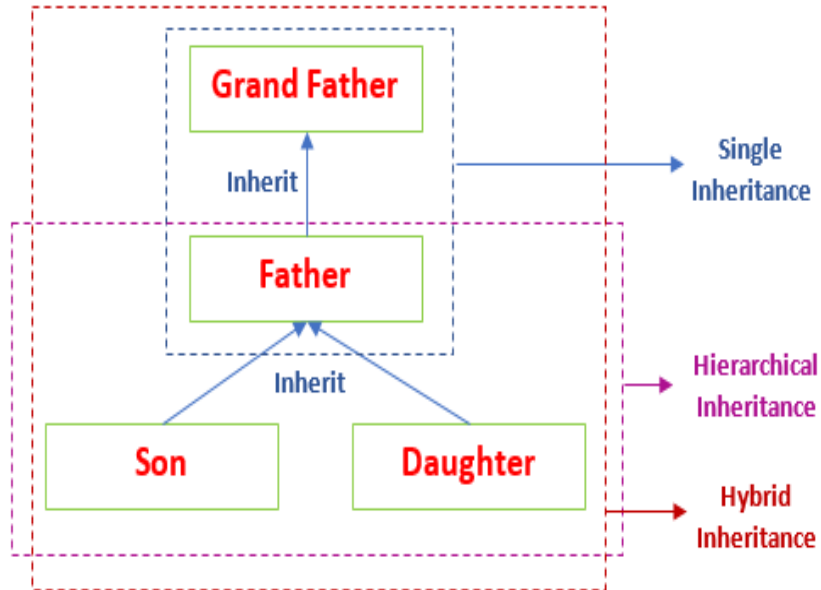 Grand Father
Inherit
Single
Inheritance
Father
Inherit
Hierarchical
Inheritance
Son
Daughter
Hybrid
Inheritance